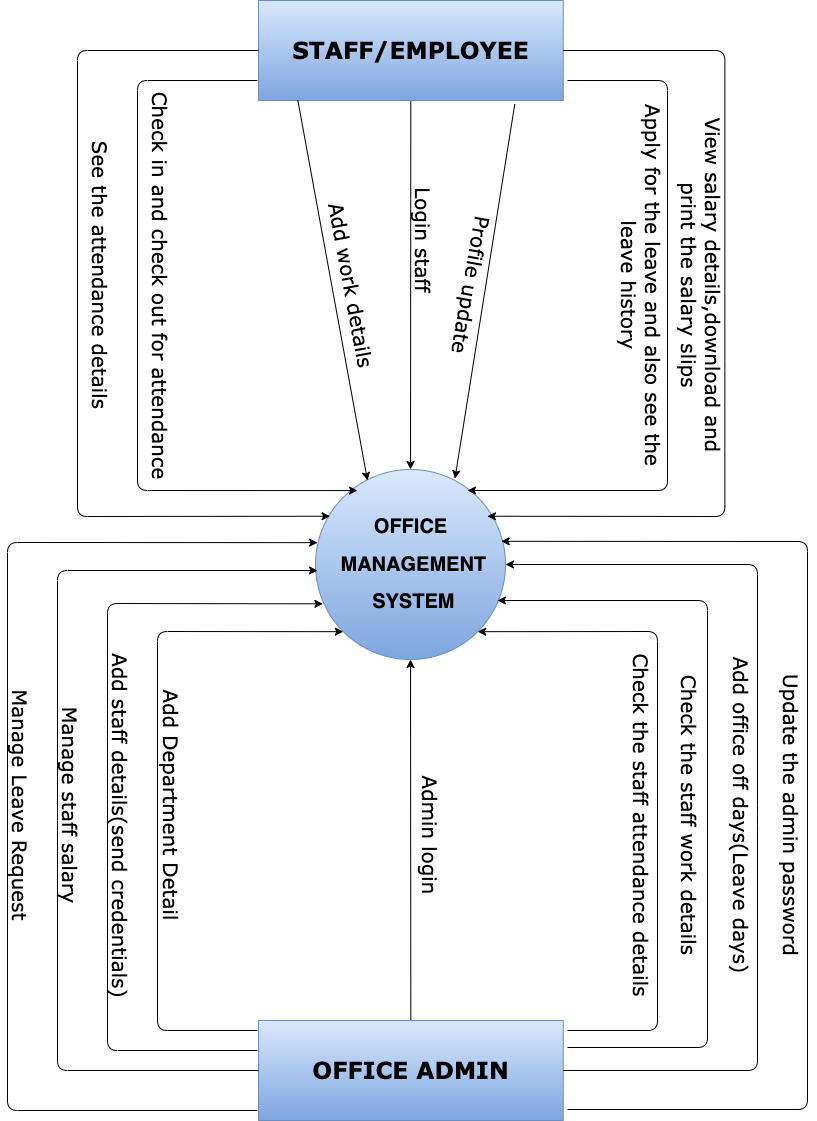 STAFF/EMPLOYEE
See the attendance details
Check in and check out for attendance
Add work details
Login staff
Profile update
Apply for the leave and also see the
leave history
View salary details,download and
print the salary slips
OFFICE
MANAGEMENT
SYSTEM
Manage Leave Request
Manage staff salary
Add staff details(send credentials)
Add Department Detail
Admin login
Check the staff attendance details
Check the staff work details
Add office off days(Leave days)
Update the admin password
OFFICE ADMIN